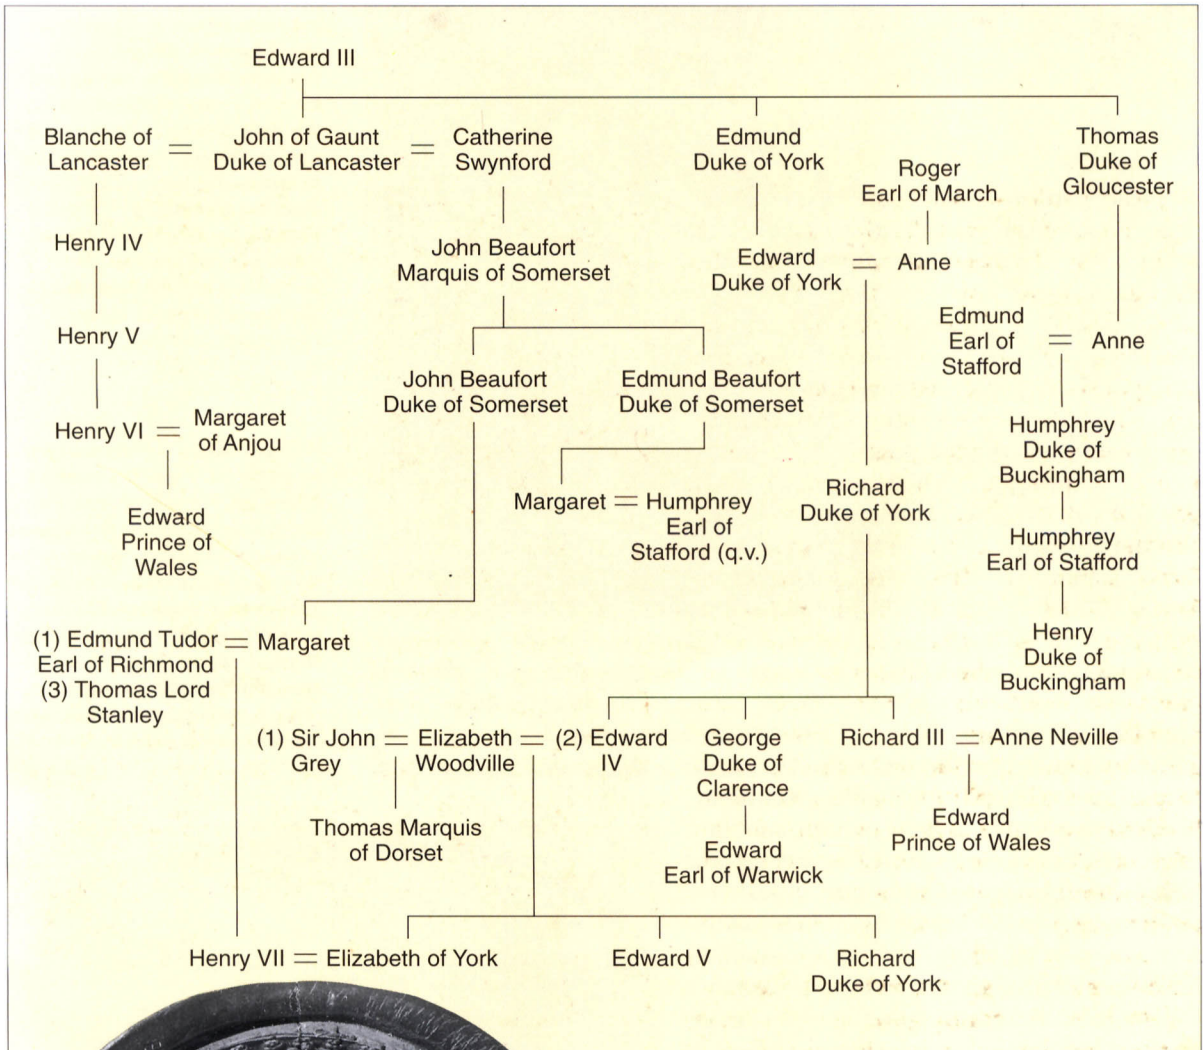 Edward III
Blanche of
Lancaster
=
John of Gaunt
Duke of Lancaster
=
Catherine
Swynford
Edmund
Duke of York
Thomas
Duke of
Gloucester
Roger
Earl of March
Henry IV
John Beaufort
Marquis of Somerset
Edward
Duke of York
=
Anne
Henry V
Edmund
Earl of
Stafford
=
Anne
John Beaufort
Duke of Somerset
Edmund Beaufort
Duke of Somerset
Henry VI
=
Margaret
of Anjou
Humphrey
Duke of
Buckingham
Margaret = Humphrey
Earl of
Stafford (q.v.)
Richard
Duke of York
Edward
Prince of
Wales
Humphrey
Earl of Stafford
(1) Edmund Tudor = Margaret
Earl of Richmond
(3) Thomas Lord
Stanley
Henry
Duke of
Buckingham
(1) Sir John
Grey
=
Elizabeth
Woodville
=
(2) Edward
IV
George
Duke of
Clarence
Richard III = Anne Neville
Thomas Marquis
of Dorset
Edward
Earl of Warwick
Edward
Prince of Wales
Henry VII = Elizabeth of York
Edward V
Richard
Duke of York